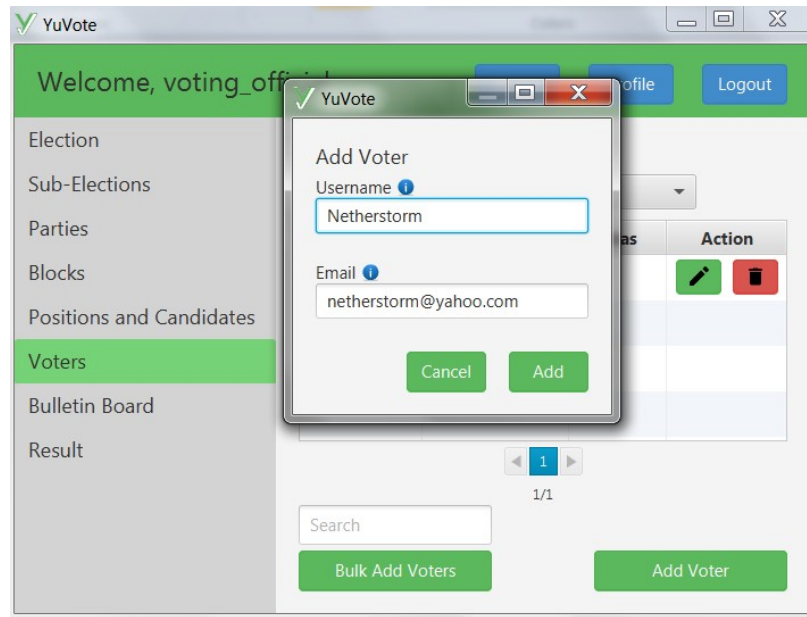 YuVote
Welcome, voting_of
Logout
YuVote
Add Voter
Username
Netherstorm
Email
netherstorm@yahoo.com
Cancel
Add
Election
Sub-Elections
Parties
Blocks
Positions and Candidates
Voters
Bulletin Board
Result
ofile
as
Action
1
1/1
Search
Bulk Add Voters
Add Voter